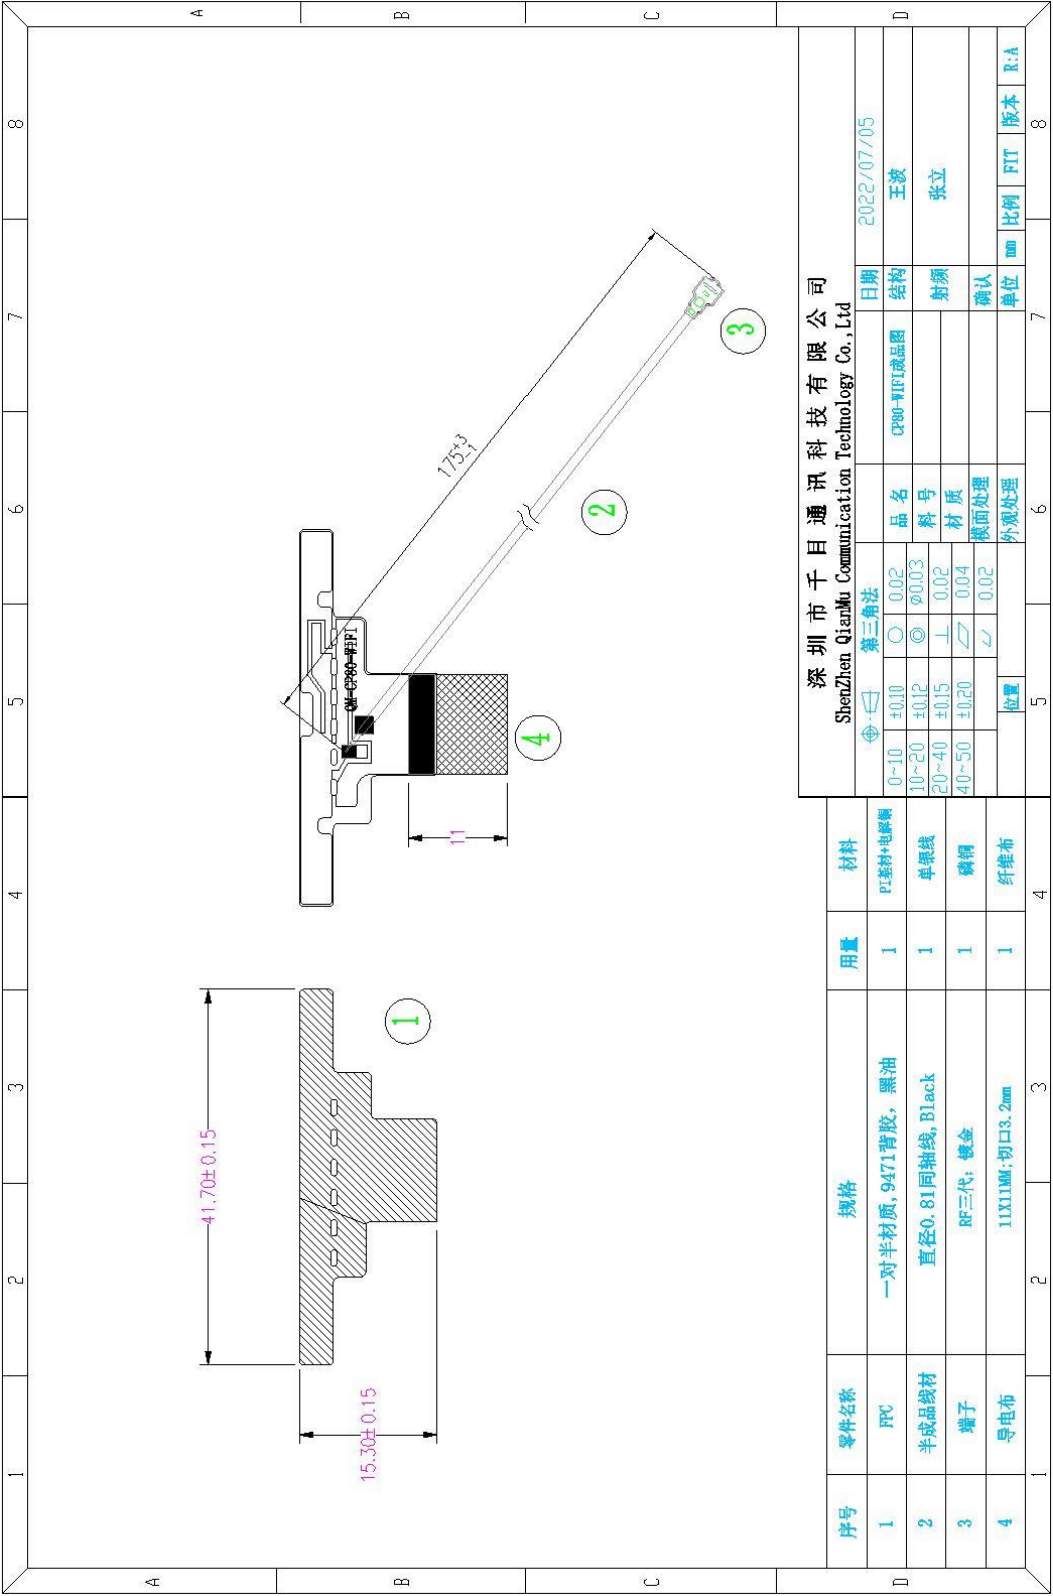 1 2 3 4 5 6 7 8
A
B
C
D
41.70±0.15
15.30±0.15
1
QM-CP80-WIFI
175+3-1
11
2
3
4
序号 零件名称 规格 用量 材料
1 FPC 一对半材质,9471背胶,黑油 1 PI基材+电解铜
2 半成品线材 直径0.81同轴线,Black 1 单银线
3 端子 RF三代;镀金 1 磷铜
4 导电布 11X11MM;切口3.2mm 1 纤维布
深圳市千目通讯科技有限公司
ShenZhen QianMu Communication Technology Co.,Ltd
第三角法 日期 2022/07/05
0~10 ±0.10 ○ 0.02 品名 CP80-WIFI成品图 结构 王波
10~20 ±0.12 ◎ Ø0.03 料号
20~40 ±0.15 ⊥ 0.02 材质 射频 张立
40~50 ±0.20 ▱ 0.04 模面处理 确认
0.02
位置 外观处理 单位 mm 比例 FIT 版本 R:A
1 2 3 4 5 6 7 8
A
B
C
D